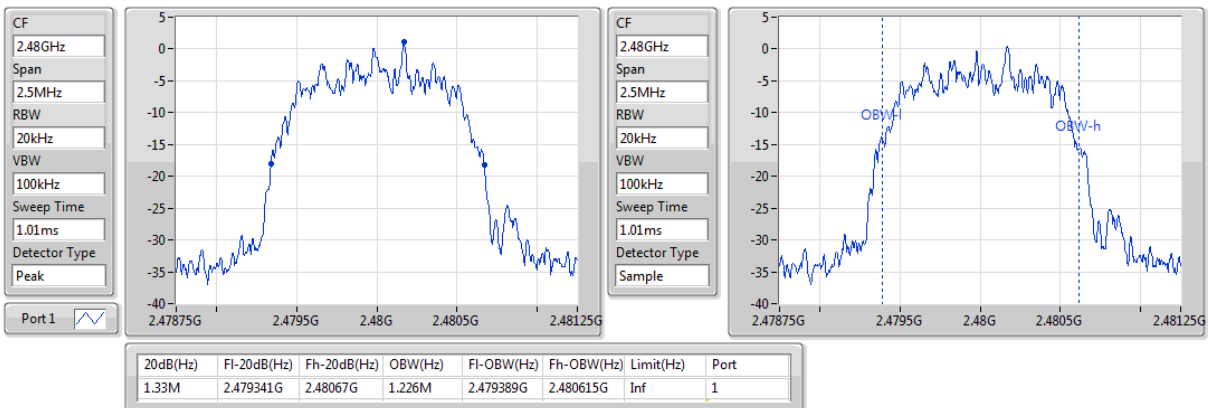 CF
2.48GHz
Span
2.5MHz
RBW
20kHz
VBW
100kHz
Sweep Time
1.01ms
Detector Type
Peak
Port 1
5
0
-5
-10
-15
-20
-25
-30
-35
-40
2.47875G 2.4795G 2.48G 2.4805G 2.48125G
CF
2.48GHz
Span
2.5MHz
RBW
20kHz
VBW
100kHz
Sweep Time
1.01ms
Detector Type
Sample
5
0
-5
-10
-15
-20
-25
-30
-35
-40
OBW-l
OBW-h
2.47875G 2.4795G 2.48G 2.4805G 2.48125G
20dB(Hz) Fl-20dB(Hz) Fh-20dB(Hz) OBW(Hz) Fl-OBW(Hz) Fh-OBW(Hz) Limit(Hz) Port
1.33M 2.479341G 2.48067G 1.226M 2.479389G 2.480615G Inf 1